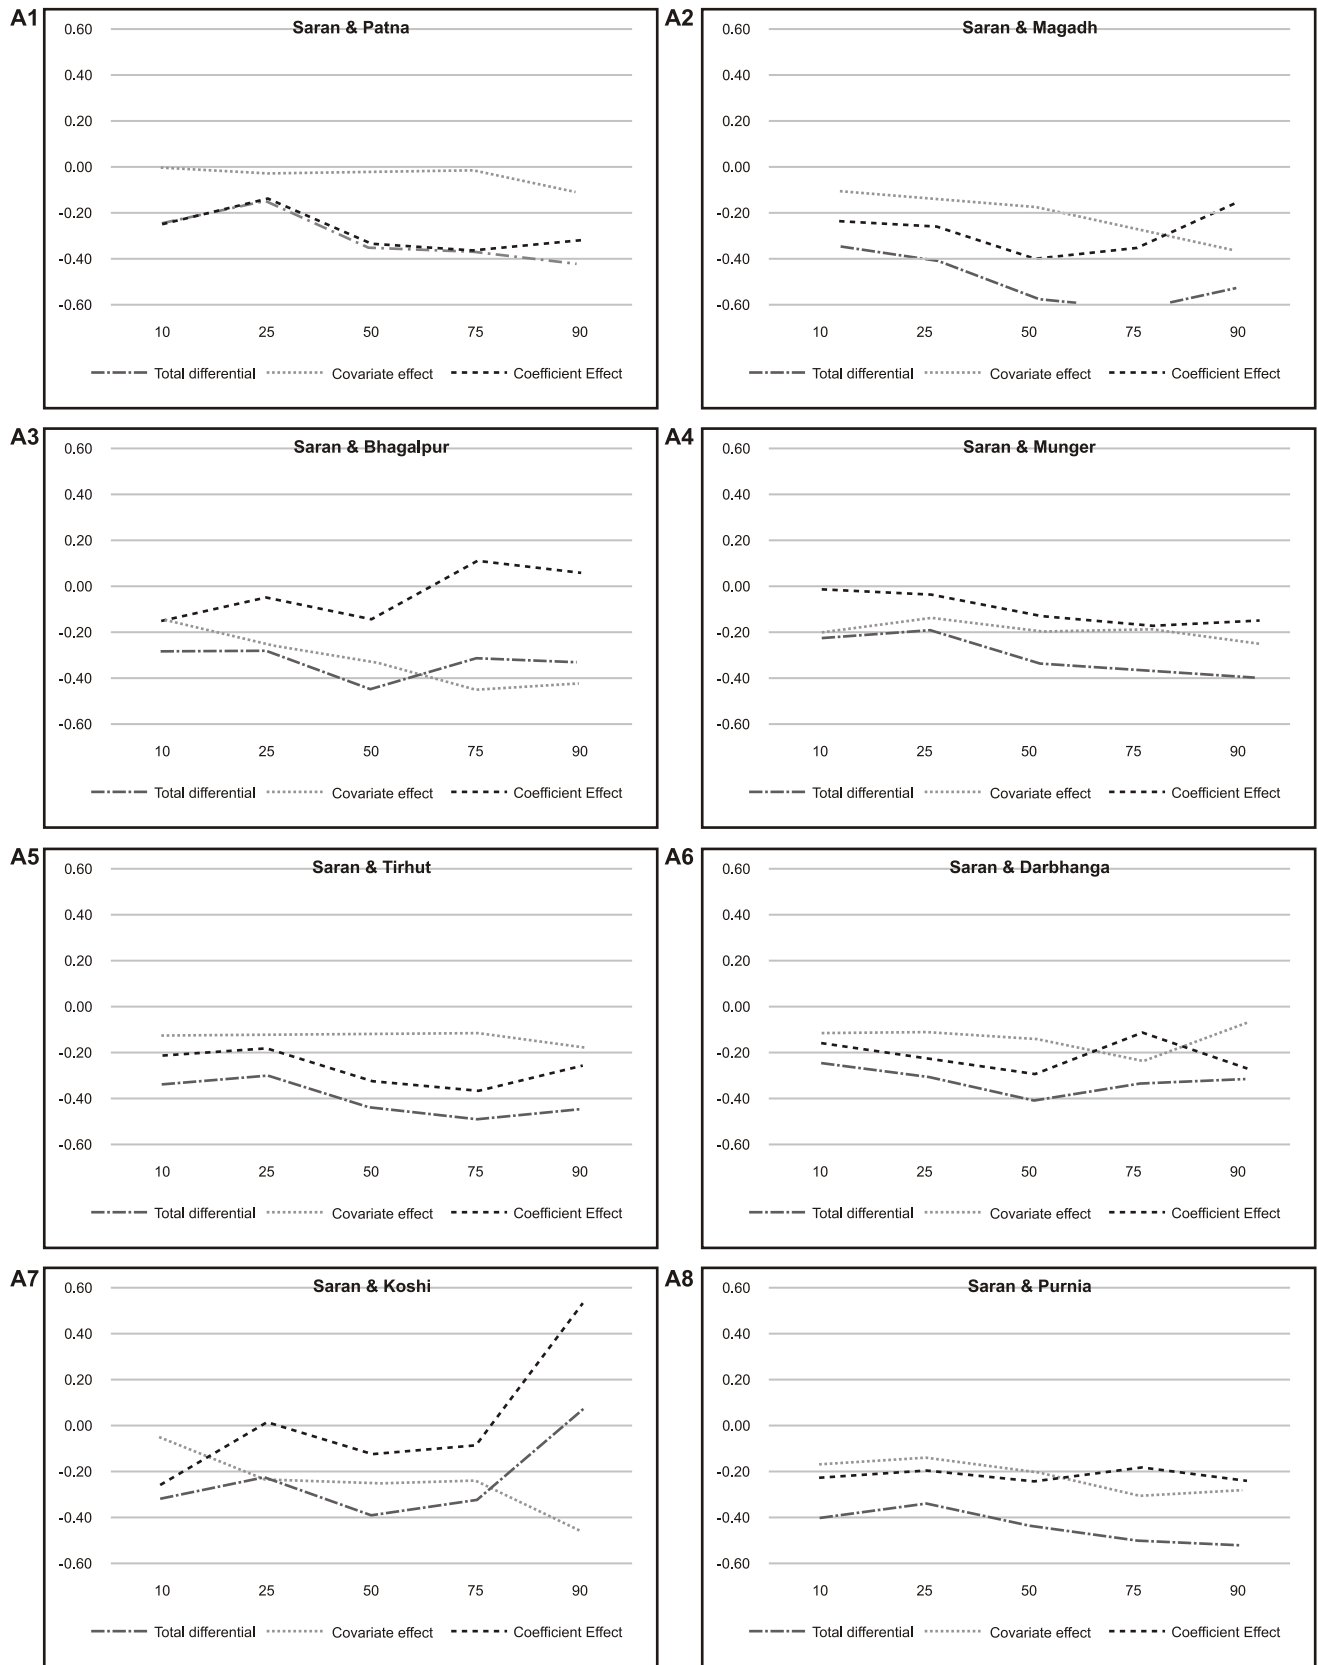 A1
Saran & Patna
0.60
0.40
0.20
0.00
-0.20
-0.40
-0.60
10 25 50 75 90
Total differential Covariate effect Coefficient Effect
A2
Saran & Magadh
0.60
0.40
0.20
0.00
-0.20
-0.40
-0.60
10 25 50 75 90
Total differential Covariate effect Coefficient Effect
A3
Saran & Bhagalpur
0.60
0.40
0.20
0.00
-0.20
-0.40
-0.60
10 25 50 75 90
Total differential Covariate effect Coefficient Effect
A4
Saran & Munger
0.60
0.40
0.20
0.00
-0.20
-0.40
-0.60
10 25 50 75 90
Total differential Covariate effect Coefficient Effect
A5
Saran & Tirhut
0.60
0.40
0.20
0.00
-0.20
-0.40
-0.60
10 25 50 75 90
Total differential Covariate effect Coefficient Effect
A6
Saran & Darbhanga
0.60
0.40
0.20
0.00
-0.20
-0.40
-0.60
10 25 50 75 90
Total differential Covariate effect Coefficient Effect
A7
Saran & Koshi
0.60
0.40
0.20
0.00
-0.20
-0.40
-0.60
10 25 50 75 90
Total differential Covariate effect Coefficient Effect
A8
Saran & Purnia
0.60
0.40
0.20
0.00
-0.20
-0.40
-0.60
10 25 50 75 90
Total differential Covariate effect Coefficient Effect